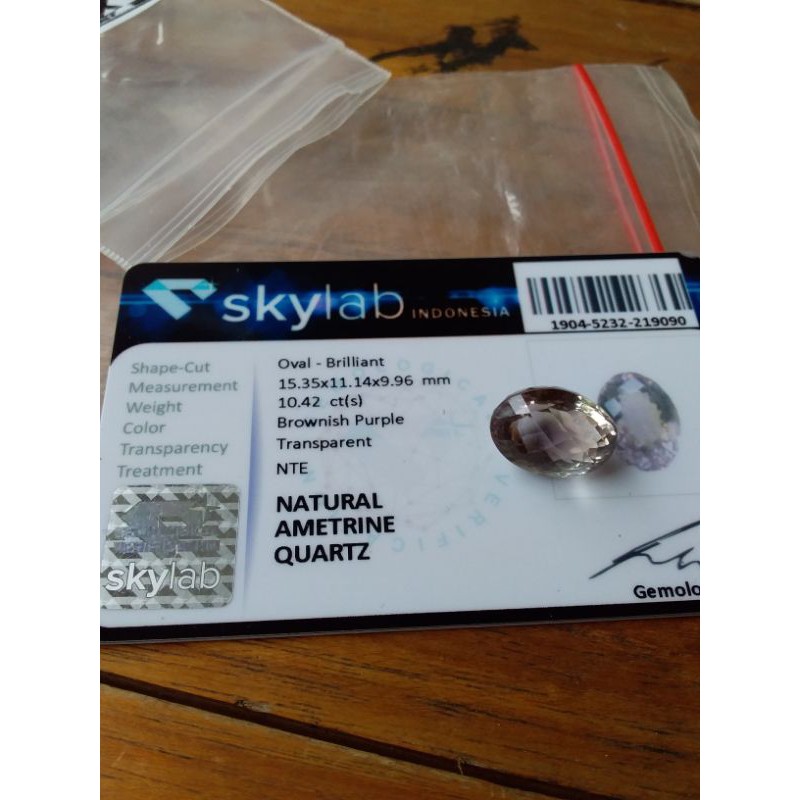 skylab INDONESIA
1904-5232-219090
Shape-Cut Oval - Brilliant
Measurement 15.35x11.14x9.96 mm
Weight 10.42 ct(s)
Color Brownish Purple
Transparency Transparent
Treatment NTE
NATURAL
AMETRINE
QUARTZ
skylab
Gemolo